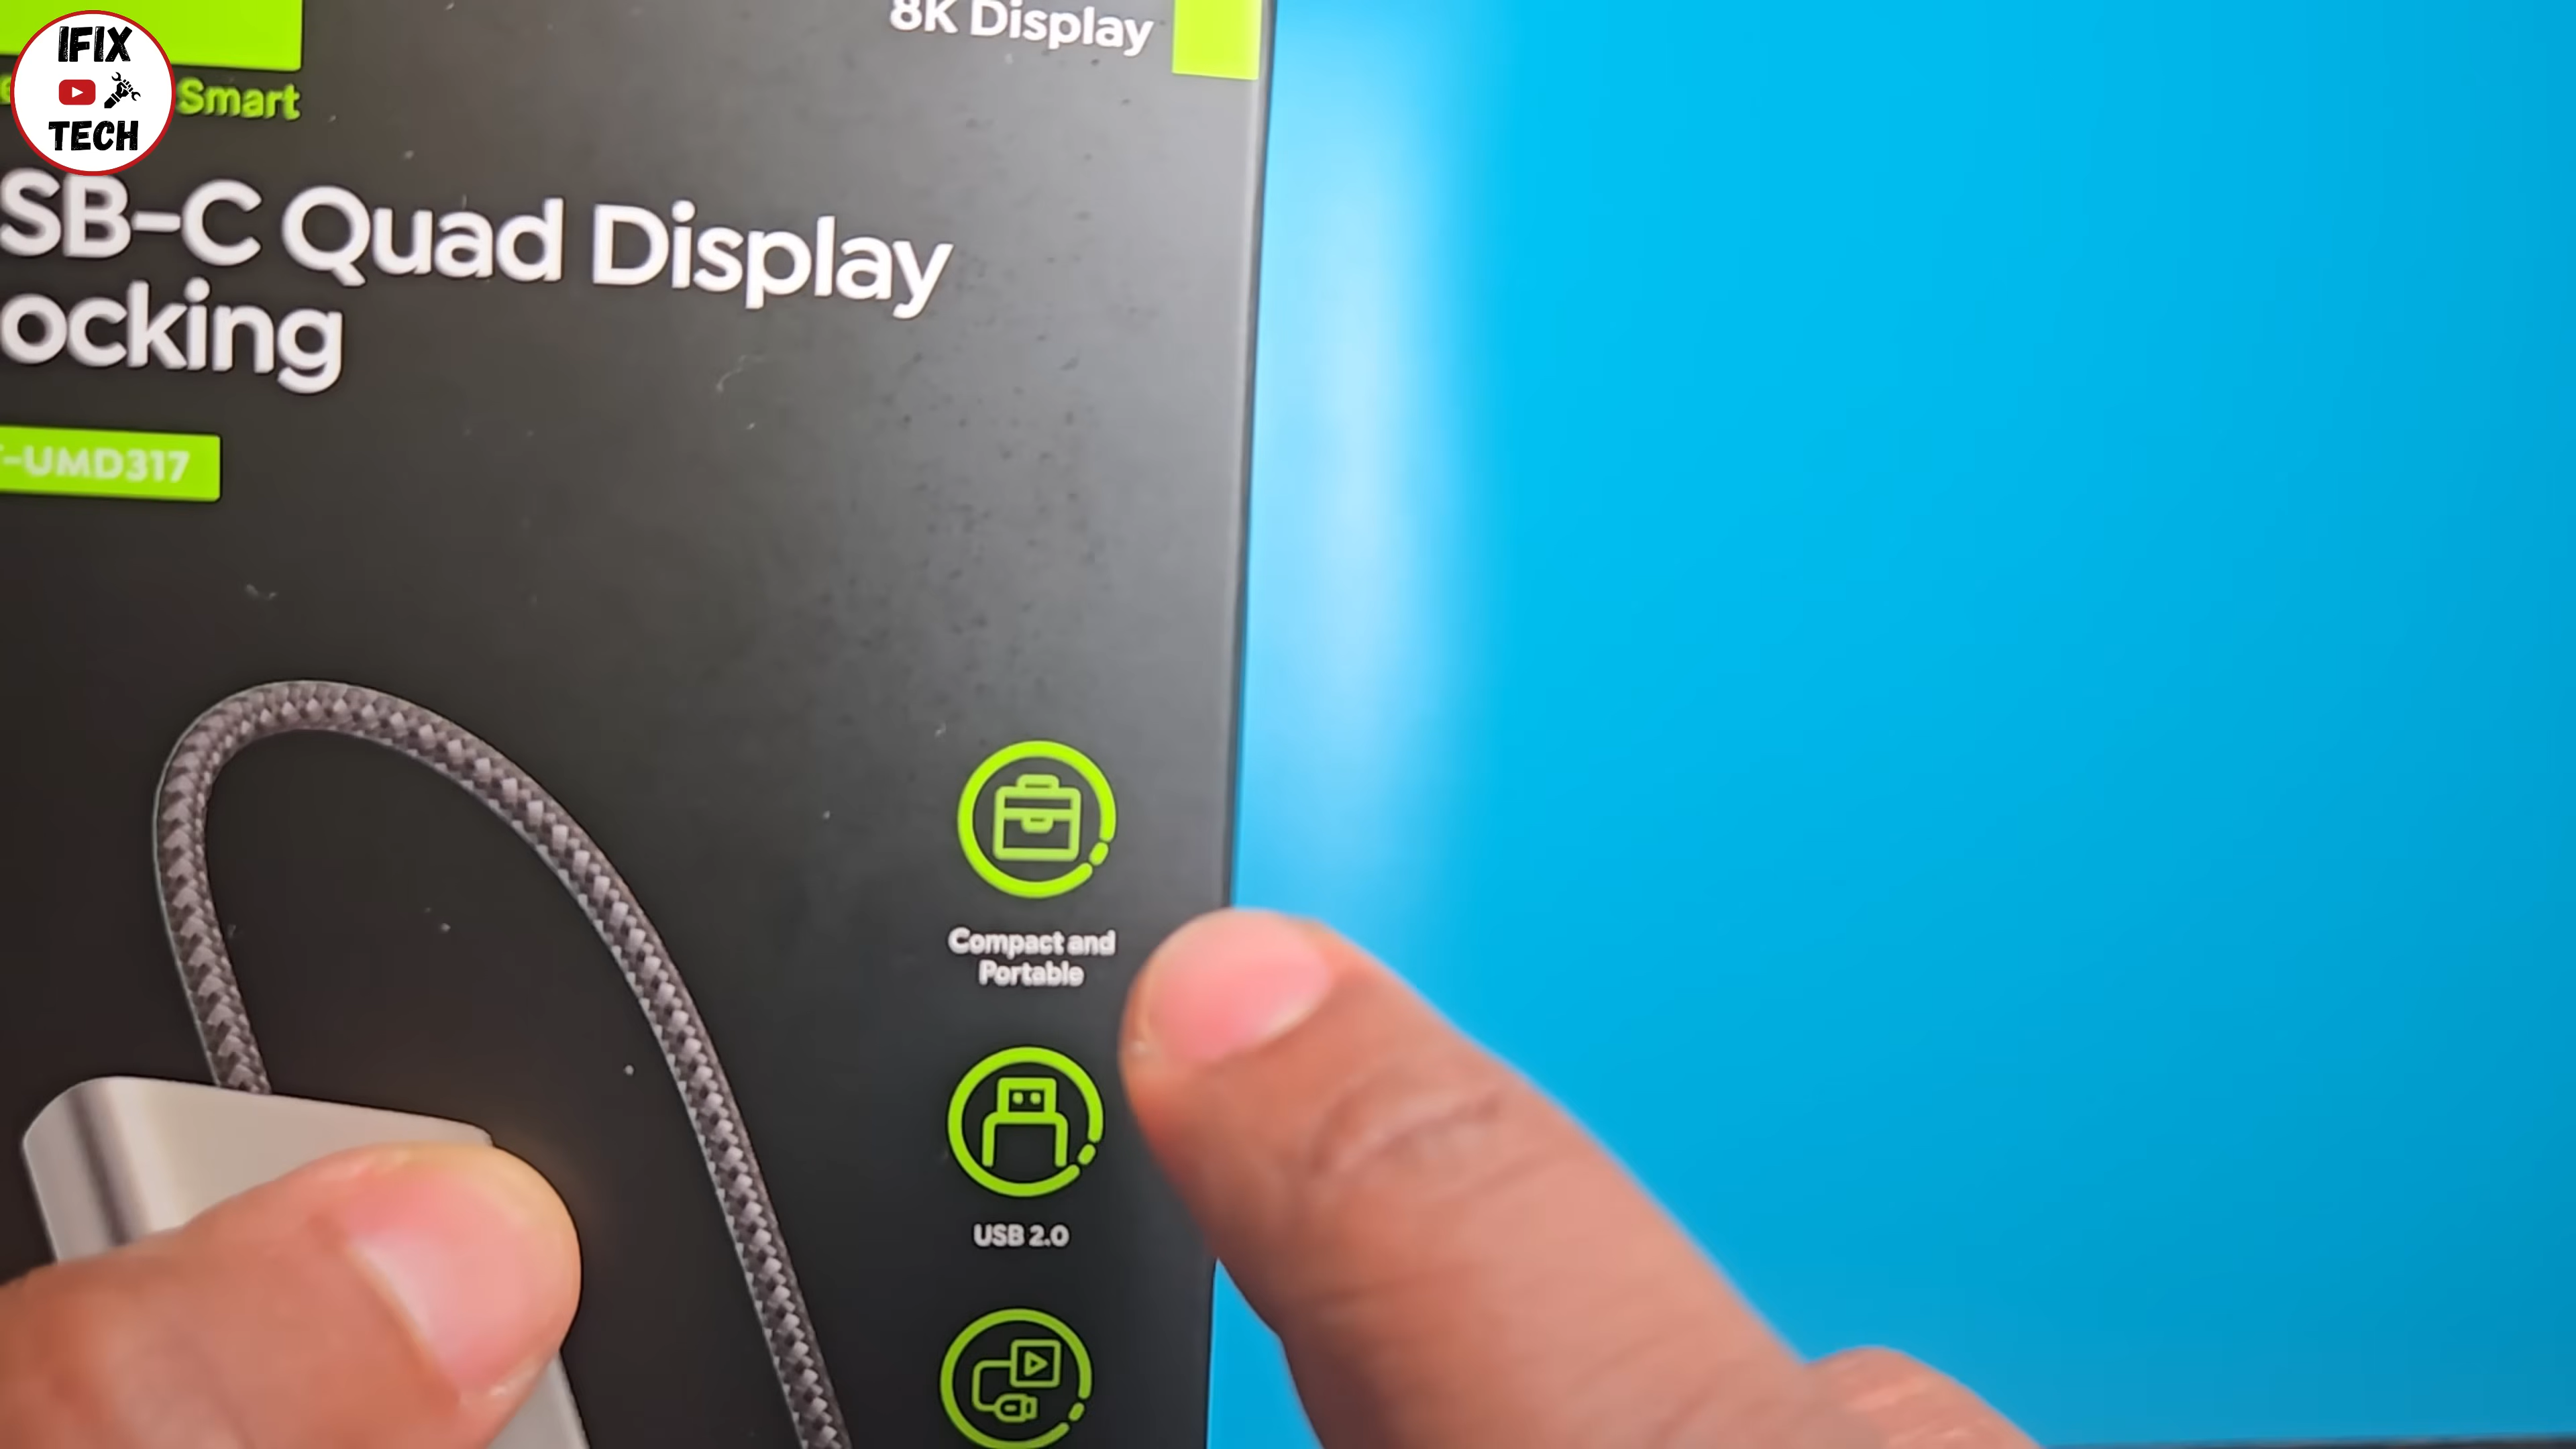 IFIX
TECH
8K Display
Smart
SB-C Quad Display
ocking
-UMD317
Compact and
Portable
USB 2.0